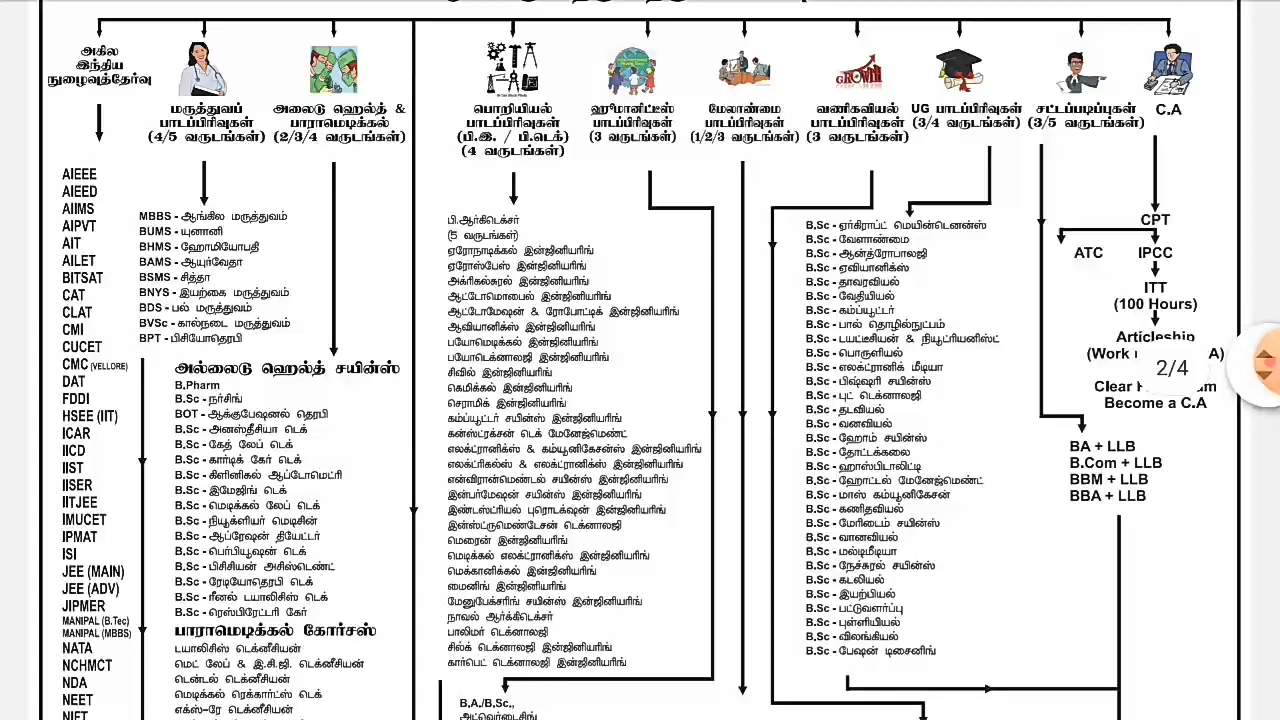 அகில
இந்திய
நுழைவுத்தேர்வு
AIEEE
AIEED
AIIMS
AIPVT
AIT
AILET
BITSAT
CAT
CLAT
CMI
CUCET
CMC (VELLORE)
DAT
FDDI
HSEE (IIT)
ICAR
IICD
IIST
IISER
IITJEE
IMUCET
IPMAT
ISI
JEE (MAIN)
JEE (ADV)
JIPMER
MANIPAL (B.Tec)
MANIPAL (MBBS)
NATA
NCHMCT
NDA
NEET
NIFT
மருத்துவப்
பாடப்பிரிவுகள்
(4/5 வருடங்கள்)
MBBS - ஆங்கில மருத்துவம்
BUMS - யுனானி
BHMS - ஹோமியோபதி
BAMS - ஆயுர்வேதா
BSMS - சித்தா
BNYS - இயற்கை மருத்துவம்
BDS - பல் மருத்துவம்
BVSc - கால்நடை மருத்துவம்
BPT - பிசியோதெரபி
அலைடு ஹெல்த் &
பாராமெடிக்கல்
(2/3/4 வருடங்கள்)
அல்லைடு ஹெல்த் சயின்ஸ்
B.Pharm
B.Sc - நர்சிங்
BOT - ஆக்குபேஷனல் தெரபி
B.Sc - அனஸ்தீசியா டெக்
B.Sc - கேத் லேப் டெக்
B.Sc - கார்டிக் கேர் டெக்
B.Sc - கிளினிகல் ஆப்டோமெட்ரி
B.Sc - இமேஜிங் டெக்
B.Sc - மெடிக்கல் லேப் டெக்
B.Sc - நியூக்ளியர் மெடிசின்
B.Sc - ஆப்ரேஷன் தியேட்டர்
B.Sc - பெர்பியூஷன் டெக்
B.Sc - பிசிசியன் அசிஸ்டெண்ட்
B.Sc - ரேடியோதெரபி டெக்
B.Sc - ரீனல் டயாலிசிஸ் டெக்
B.Sc - ரெஸ்பிரேட்டரி கேர்
பாராமெடிக்கல் கோர்சஸ்
டயாலிசிஸ் டெக்னீசியன்
மெட் லேப் & இ.சி.ஜி. டெக்னீசியன்
டென்டல் டெக்னீசியன்
மெடிக்கல் ரெக்கார்ட்ஸ் டெக்
எக்ஸ்-ரே டெக்னீசியன்
பொறியியல்
பாடப்பிரிவுகள்
(பி.இ. / பி.டெக்)
(4 வருடங்கள்)
பி.ஆர்கிடெக்சர்
(5 வருடங்கள்)
ஏரோநாடிக்கல் இன்ஜினியரிங்
ஏரோஸ்பேஸ் இன்ஜினியரிங்
அக்ரிகல்சுரல் இன்ஜினியரிங்
ஆட்டோமொபைல் இன்ஜினியரிங்
ஆட்டோமேஷன் & ரோபோட்டிக் இன்ஜினியரிங்
ஆவியானிக்ஸ் இன்ஜினியரிங்
பயோமெடிக்கல் இன்ஜினியரிங்
பயோடெக்னாலஜி இன்ஜினியரிங்
சிவில் இன்ஜினியரிங்
கெமிக்கல் இன்ஜினியரிங்
செராமிக் இன்ஜினியரிங்
கம்ப்யூட்டர் சயின்ஸ் இன்ஜினியரிங்
கன்ஸ்ட்ரக்சன் டெக் மேனேஜ்மெண்ட்
எலக்ட்ரானிக்ஸ் & கம்யூனிகேசன்ஸ் இன்ஜினியரிங்
எலக்ட்ரிகல்ஸ் & எலக்ட்ரானிக்ஸ் இன்ஜினியரிங்
என்விரான்மெண்டல் சயின்ஸ் இன்ஜினியரிங்
இன்பர்மேஷன் சயின்ஸ் இன்ஜினியரிங்
இண்டஸ்ட்ரியல் புரொடக்ஷன் இன்ஜினியரிங்
இன்ஸ்ட்ருமெண்டேசன் டெக்னாலஜி
மெரைன் இன்ஜினியரிங்
மெடிக்கல் எலக்ட்ரானிக்ஸ் இன்ஜினியரிங்
மெக்கானிக்கல் இன்ஜினியரிங்
மைனிங் இன்ஜினியரிங்
மேனுபேக்சரிங் சயின்ஸ் இன்ஜினியரிங்
நாவல் ஆர்க்கிடெக்சர்
பாலிமர் டெக்னாலஜி
சில்க் டெக்னாலஜி இன்ஜினியரிங்
கார்பெட் டெக்னாலஜி இன்ஜினியரிங்
B.A./B.Sc.,
அட்வெர்டைசிங்
ஹூமானிட்டீஸ்
பாடப்பிரிவுகள்
(3 வருடங்கள்)
மேலாண்மை
பாடப்பிரிவுகள்
(1/2/3 வருடங்கள்)
GROWTH
வணிகவியல்
பாடப்பிரிவுகள்
(3 வருடங்கள்)
UG பாடப்பிரிவுகள்
(3/4 வருடங்கள்)
B.Sc - ஏர்கிராப்ட் மெயின்டெனன்ஸ்
B.Sc - வேளாண்மை
B.Sc - ஆன்த்ரோபாலஜி
B.Sc - ஏவியானிக்ஸ்
B.Sc - தாவரவியல்
B.Sc - வேதியியல்
B.Sc - கம்ப்யூட்டர்
B.Sc - பால் தொழில்நுட்பம்
B.Sc - டயட்டீசியன் & நியூட்ரியனிஸ்ட்
B.Sc - பொருளியல்
B.Sc - எலக்ட்ரானிக் மீடியா
B.Sc - பிஷ்ஷரி சயின்ஸ்
B.Sc - புட் டெக்னாலஜி
B.Sc - தடவியல்
B.Sc - வனவியல்
B.Sc - ஹோம் சயின்ஸ்
B.Sc - தோட்டக்கலை
B.Sc - ஹாஸ்பிடாலிட்டி
B.Sc - ஹோட்டல் மேனேஜ்மெண்ட்
B.Sc - மாஸ் கம்யூனிகேசன்
B.Sc - கணிதவியல்
B.Sc - மேரிடைம் சயின்ஸ்
B.Sc - வானவியல்
B.Sc - மல்டிமீடியா
B.Sc - நேச்சுரல் சயின்ஸ்
B.Sc - கடலியல்
B.Sc - இயற்பியல்
B.Sc - பட்டுவளர்ப்பு
B.Sc - புள்ளியியல்
B.Sc - விலங்கியல்
B.Sc - பேஷன் டிசைனிங்
சட்டப்படிப்புகள்
(3/5 வருடங்கள்)
BA + LLB
B.Com + LLB
BBM + LLB
BBA + LLB
C.A
CPT
ATC IPCC
ITT
(100 Hours)
Articleship
(Work
Clear
Become a C.A
2/4